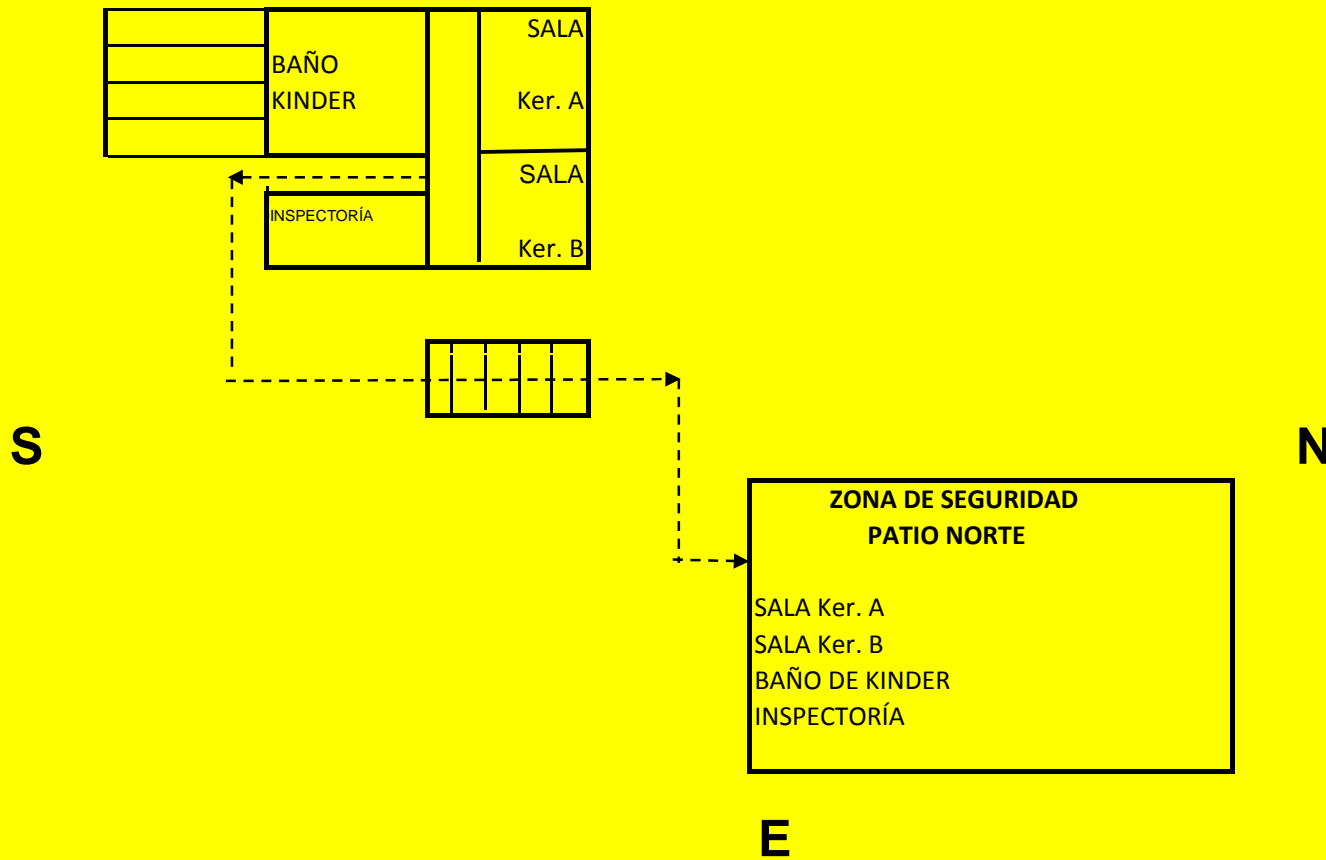 SALA
BAÑO
KINDER
Ker. A
SALA
INSPECTORÍA
Ker. B
S
N
ZONA DE SEGURIDAD
PATIO NORTE
SALA Ker. A
SALA Ker. B
BAÑO DE KINDER
INSPECTORÍA
E